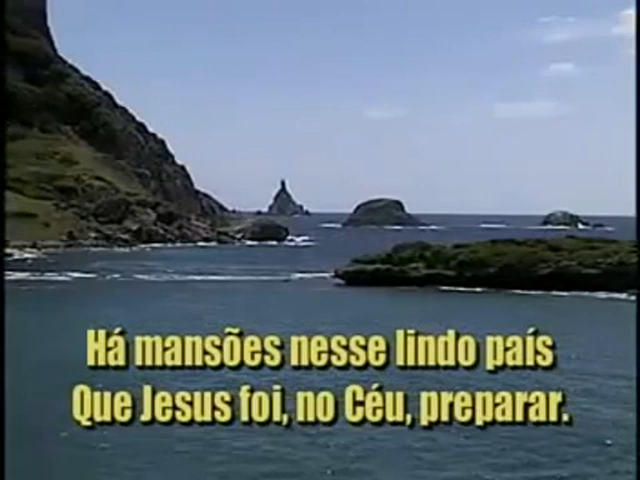 Há mansões nesse lindo país
Que Jesus foi, no Céu, preparar.